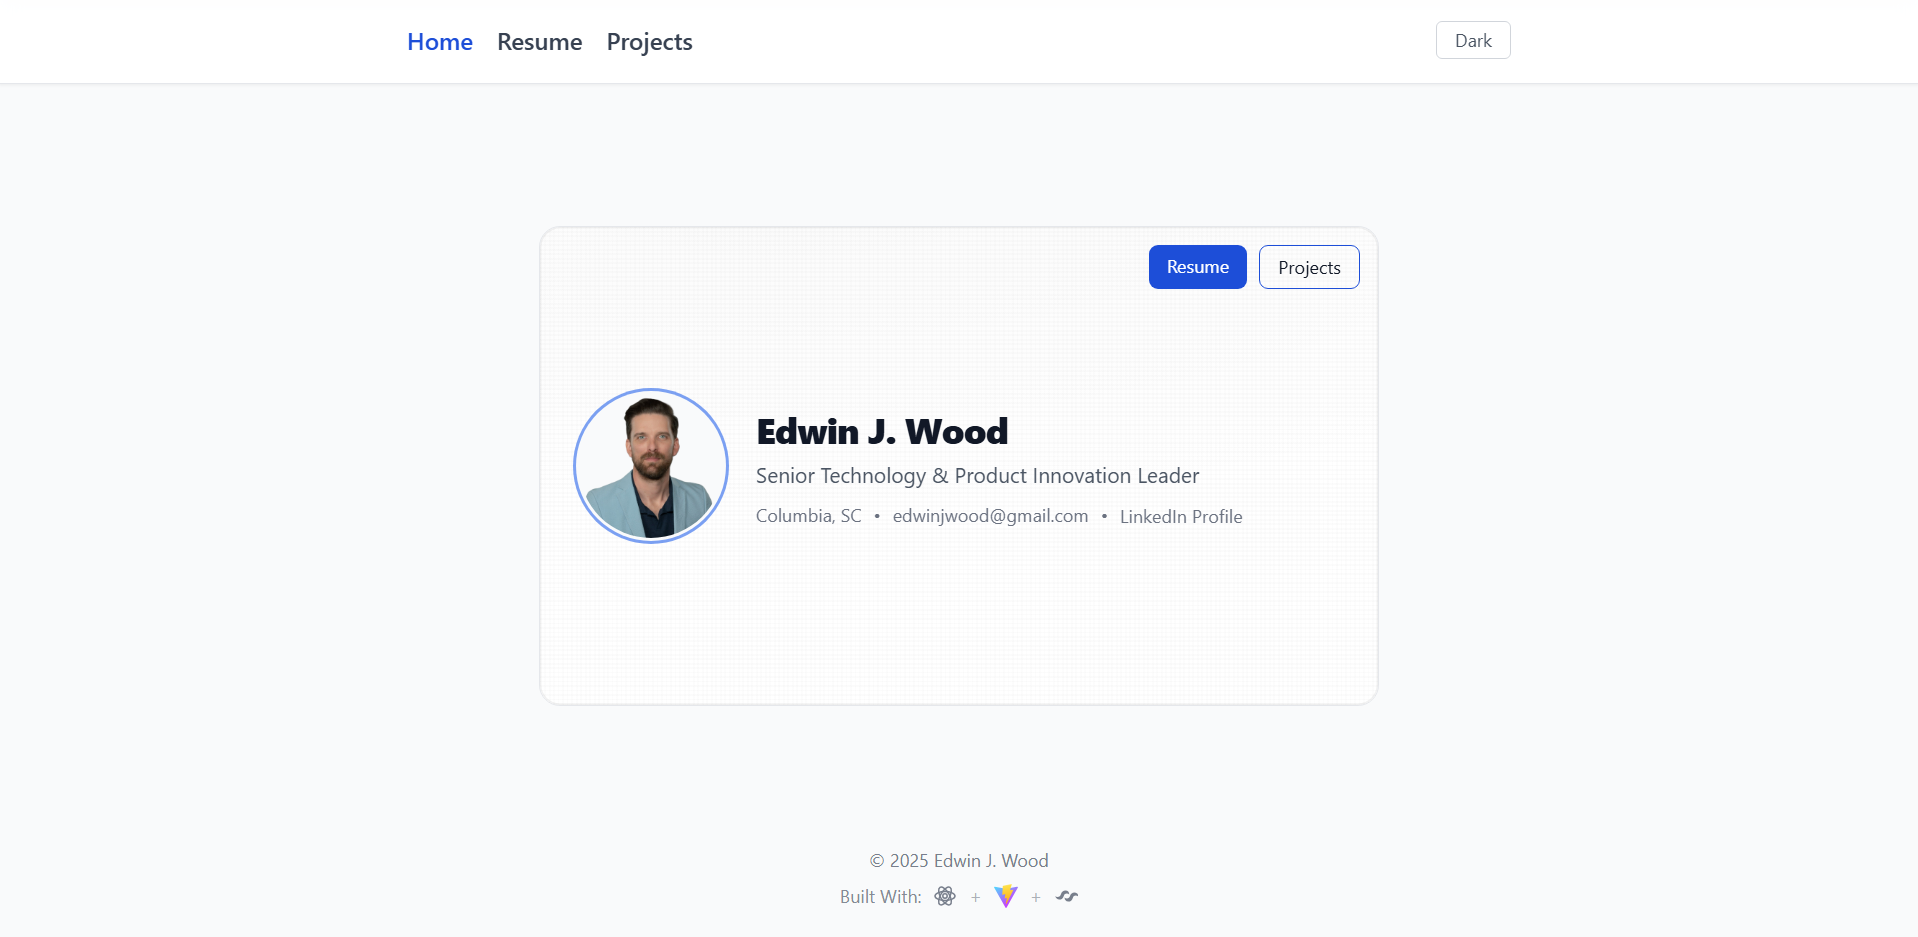 Home Resume Projects Dark
Resume Projects
Edwin J. Wood
Senior Technology & Product Innovation Leader
Columbia, SC • edwinjwood@gmail.com • LinkedIn Profile
© 2025 Edwin J. Wood
Built With: + +